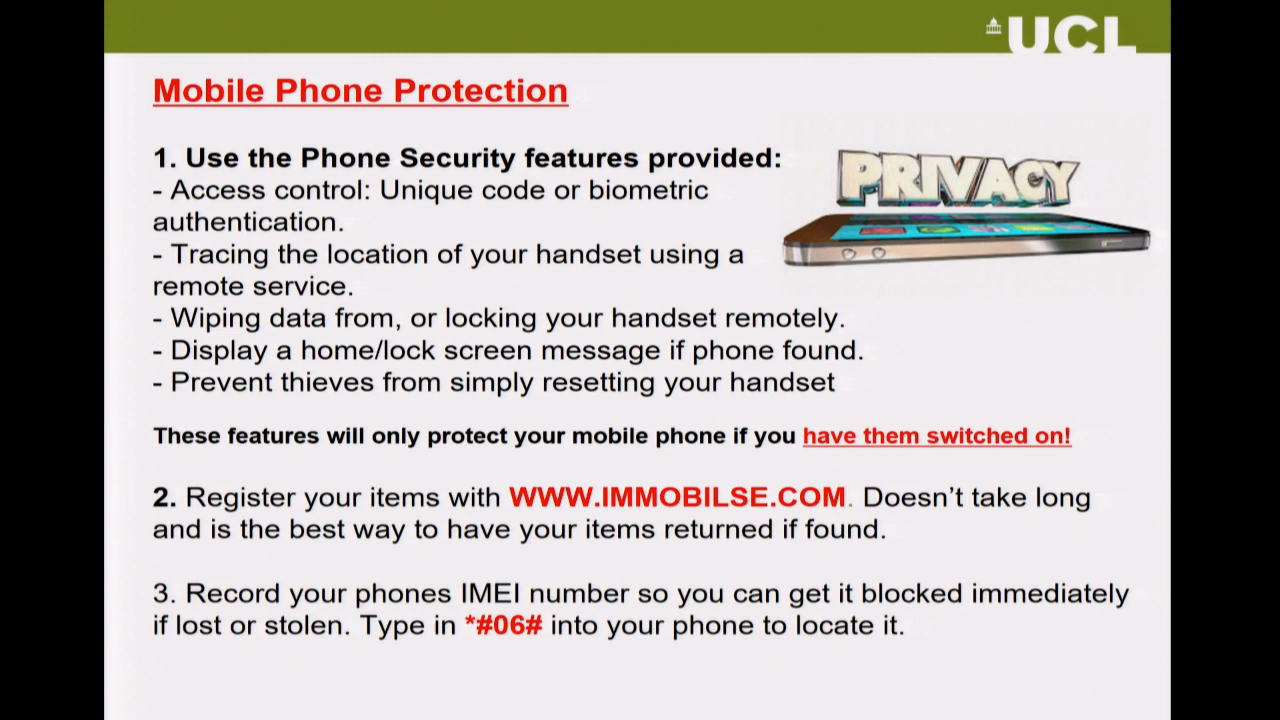 UCL
Mobile Phone Protection
1. Use the Phone Security features provided:
- Access control: Unique code or biometric
authentication.
- Tracing the location of your handset using a
remote service.
- Wiping data from, or locking your handset remotely.
- Display a home/lock screen message if phone found.
- Prevent thieves from simply resetting your handset
PRIVACY
These features will only protect your mobile phone if you have them switched on!
2. Register your items with WWW.IMMOBILSE.COM. Doesn’t take long
and is the best way to have your items returned if found.
3. Record your phones IMEI number so you can get it blocked immediately
if lost or stolen. Type in *#06# into your phone to locate it.